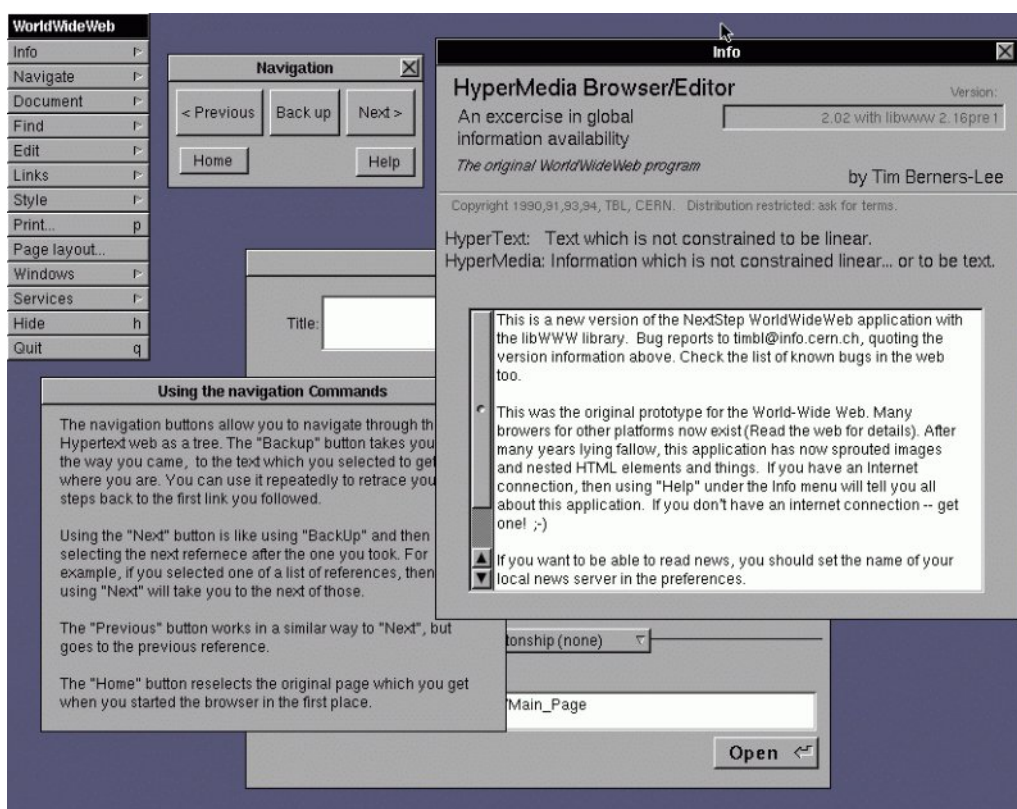 WorldWideWeb
Info
Navigate
Document
Find
Edit
Links
Style
Print... p
Page layout...
Windows
Services
Hide h
Quit q
Navigation
< Previous Back up Next >
Home Help
Info
HyperMedia Browser/Editor
Version:
An excercise in global
information availability
2.02 with libwww 2.16pre1
The original WorldWideWeb program
by Tim Berners-Lee
Copyright 1990,91,93,94, TBL, CERN. Distribution restricted: ask for terms.
HyperText: Text which is not constrained to be linear.
HyperMedia: Information which is not constrained linear... or to be text.
This is a new version of the NextStep WorldWideWeb application with
the libWWW library. Bug reports to timbl@info.cern.ch, quoting the
version information above. Check the list of known bugs in the web
too.
This was the original prototype for the World-Wide Web. Many
browers for other platforms now exist (Read the web for details). After
many years lying fallow, this application has now sprouted images
and nested HTML elements and things. If you have an Internet
connection, then using "Help" under the Info menu will tell you all
about this application. If you don't have an internet connection -- get
one! ;-)
If you want to be able to read news, you should set the name of your
local news server in the preferences.
Title:
Using the navigation Commands
The navigation buttons allow you to navigate through th
Hypertext web as a tree. The "Backup" button takes you
the way you came, to the text which you selected to get
where you are. You can use it repeatedly to retrace you
steps back to the first link you followed.
Using the "Next" button is like using "BackUp" and then
selecting the next refernece after the one you took. For
example, if you selected one of a list of references, then
using "Next" will take you to the next of those.
The "Previous" button works in a similar way to "Next", but
goes to the previous reference.
The "Home" button reselects the original page which you get
when you started the browser in the first place.
tonship (none)
/Main_Page
Open